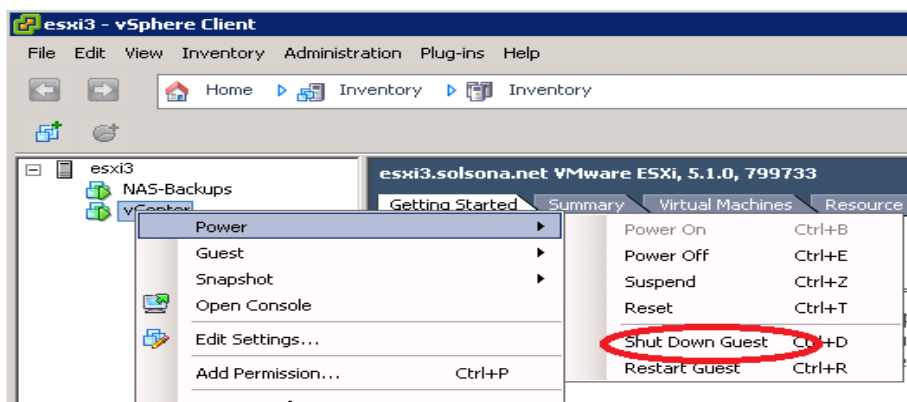 esxi3 - vSphere Client
File Edit View Inventory Administration Plug-ins Help
Home Inventory Inventory
esxi3
NAS-Backups
vCenter
esxi3.solsona.net VMware ESXi, 5.1.0, 799733
Getting Started Summary Virtual Machines Resource
Power
Guest
Snapshot
Open Console
Edit Settings...
Add Permission... Ctrl+P
Power On Ctrl+B
Power Off Ctrl+E
Suspend Ctrl+Z
Reset Ctrl+T
Shut Down Guest Ctrl+D
Restart Guest Ctrl+R